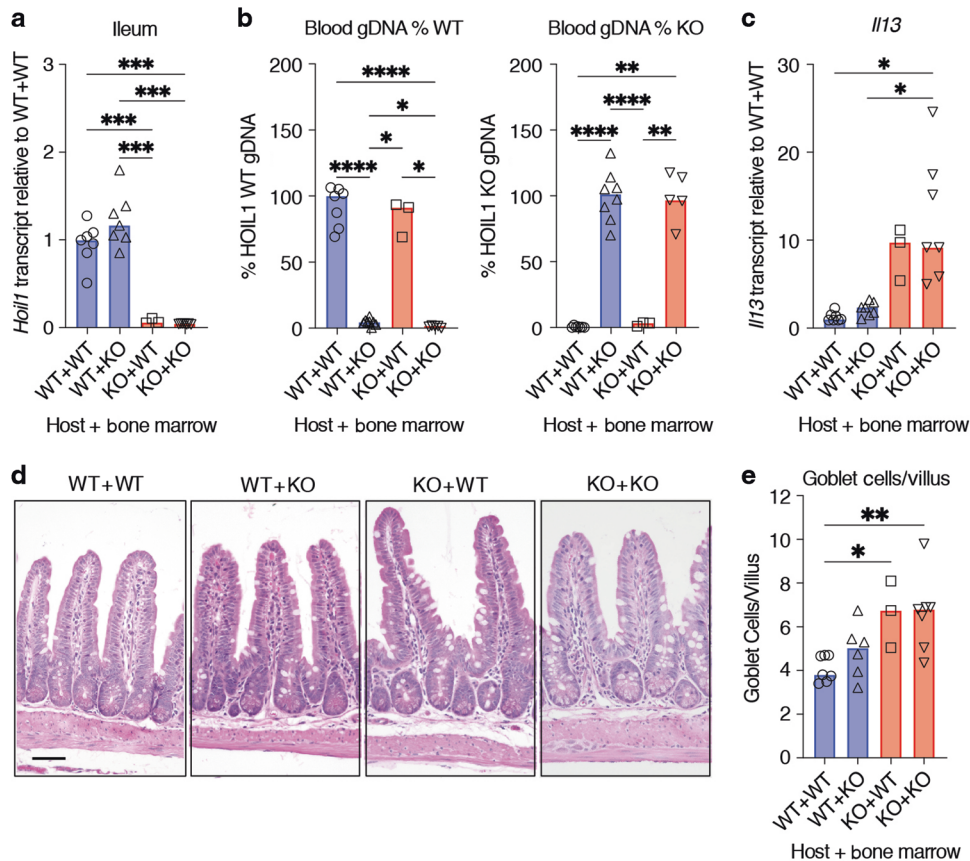 a
Ileum
Hoil1 transcript relative to WT+WT
3
2
1
0
***
***
***
***
WT+WT
WT+KO
KO+WT
KO+KO
Host + bone marrow
b
Blood gDNA % WT
% HOIL1 WT gDNA
200
150
100
50
0
****
*
*
****
*
WT+WT
WT+KO
KO+WT
KO+KO
Host + bone marrow
Blood gDNA % KO
% HOIL1 KO gDNA
200
150
100
50
0
**
****
****
**
WT+WT
WT+KO
KO+WT
KO+KO
Host + bone marrow
c
Il13
Il13 transcript relative to WT+WT
30
20
10
0
*
*
WT+WT
WT+KO
KO+WT
KO+KO
Host + bone marrow
d
WT+WT
WT+KO
KO+WT
KO+KO
e
Goblet cells/villus
Goblet Cells/Villus
12
10
8
6
4
2
0
**
*
WT+WT
WT+KO
KO+WT
KO+KO
Host + bone marrow